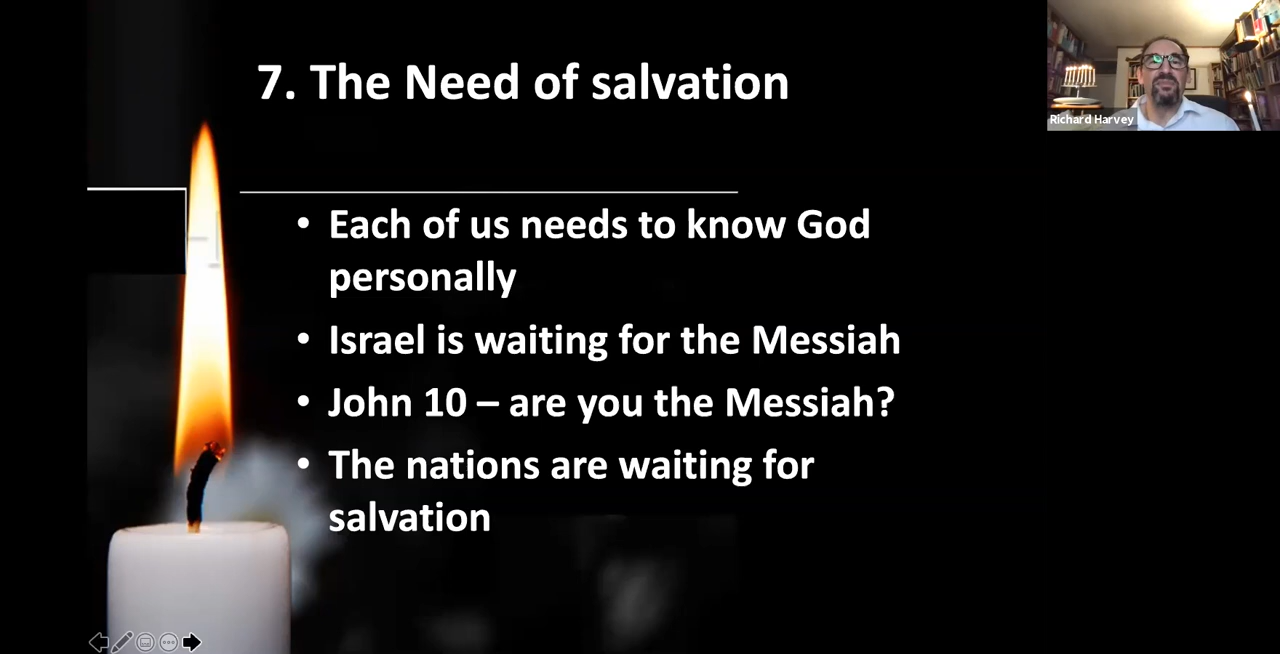 7. The Need of salvation
Richard Harvey
• Each of us needs to know God
personally
• Israel is waiting for the Messiah
• John 10 – are you the Messiah?
• The nations are waiting for
salvation